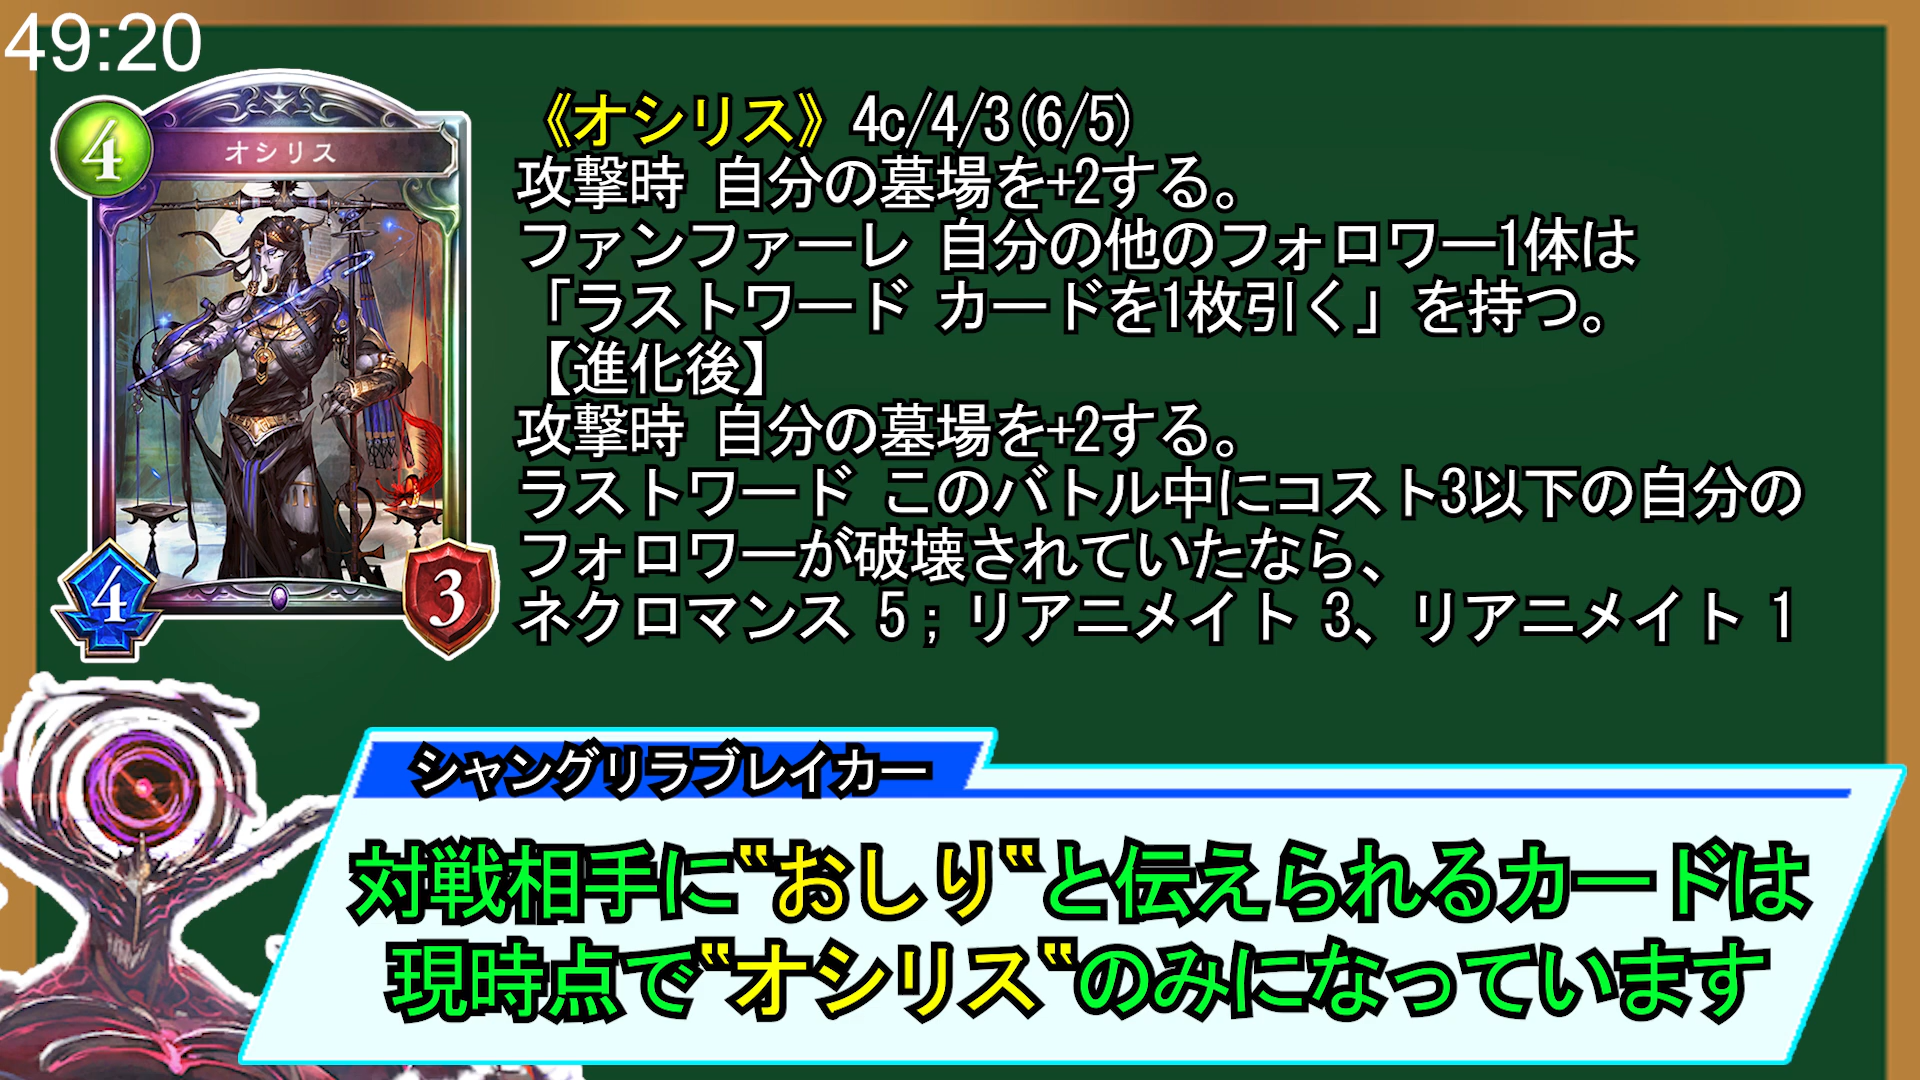 49:20
4
オシリス
4
3
《オシリス》4c/4/3(6/5)
攻撃時 自分の墓場を+2する。
ファンファーレ 自分の他のフォロワー1体は
「ラストワード カードを1枚引く」を持つ。
【進化後】
攻撃時 自分の墓場を+2する。
ラストワード このバトル中にコスト3以下の自分の
フォロワーが破壊されていたなら、
ネクロマンス 5；リアニメイト 3、リアニメイト 1
シャングリラブレイカー
対戦相手に‟おしり‟と伝えられるカードは
現時点で‟オシリス‟のみになっています